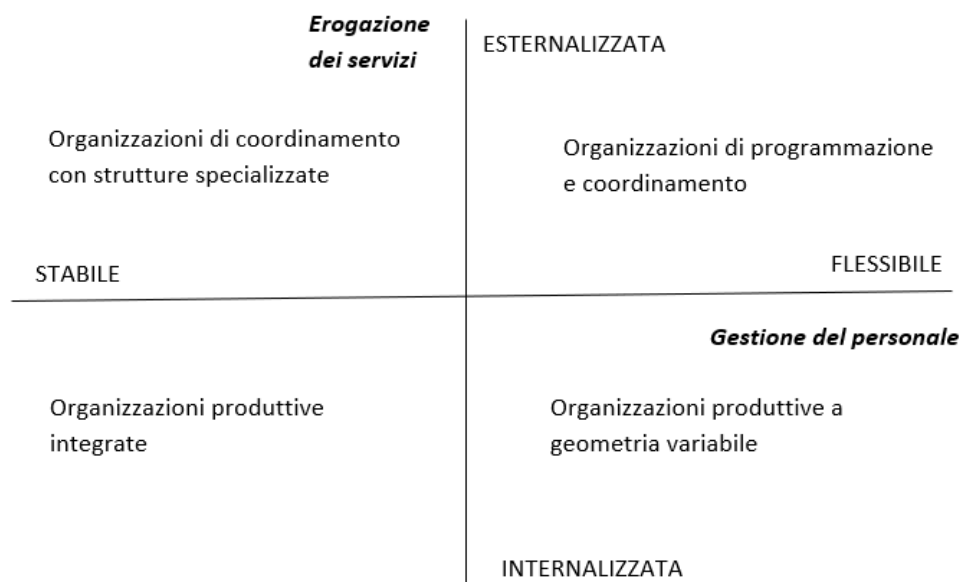 Erogazione
dei servizi
ESTERNALIZZATA
Organizzazioni di coordinamento
con strutture specializzate
Organizzazioni di programmazione
e coordinamento
STABILE
FLESSIBILE
Gestione del personale
Organizzazioni produttive
integrate
Organizzazioni produttive a
geometria variabile
INTERNALIZZATA